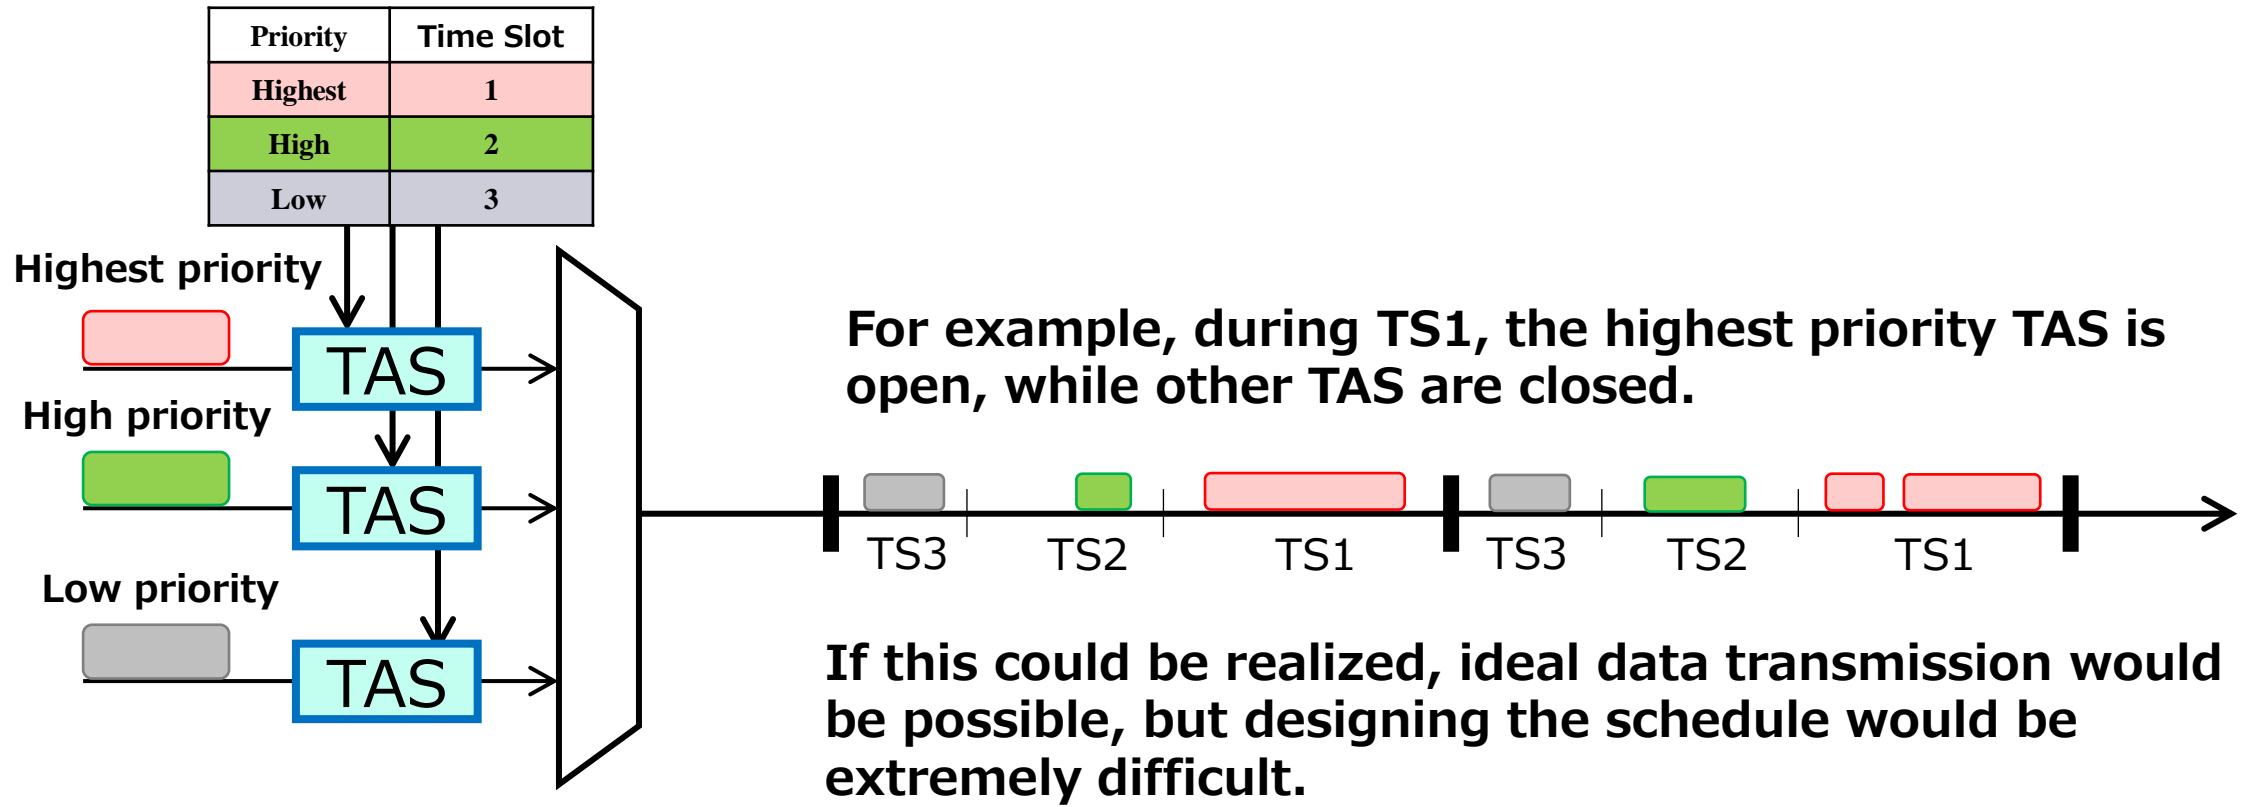 Priority Time Slot
Highest 1
High 2
Low 3
Highest priority
TAS
High priority
TAS
Low priority
TAS
For example, during TS1, the highest priority TAS is
open, while other TAS are closed.
TS3 TS2 TS1 TS3 TS2 TS1
If this could be realized, ideal data transmission would
be possible, but designing the schedule would be
extremely difficult.